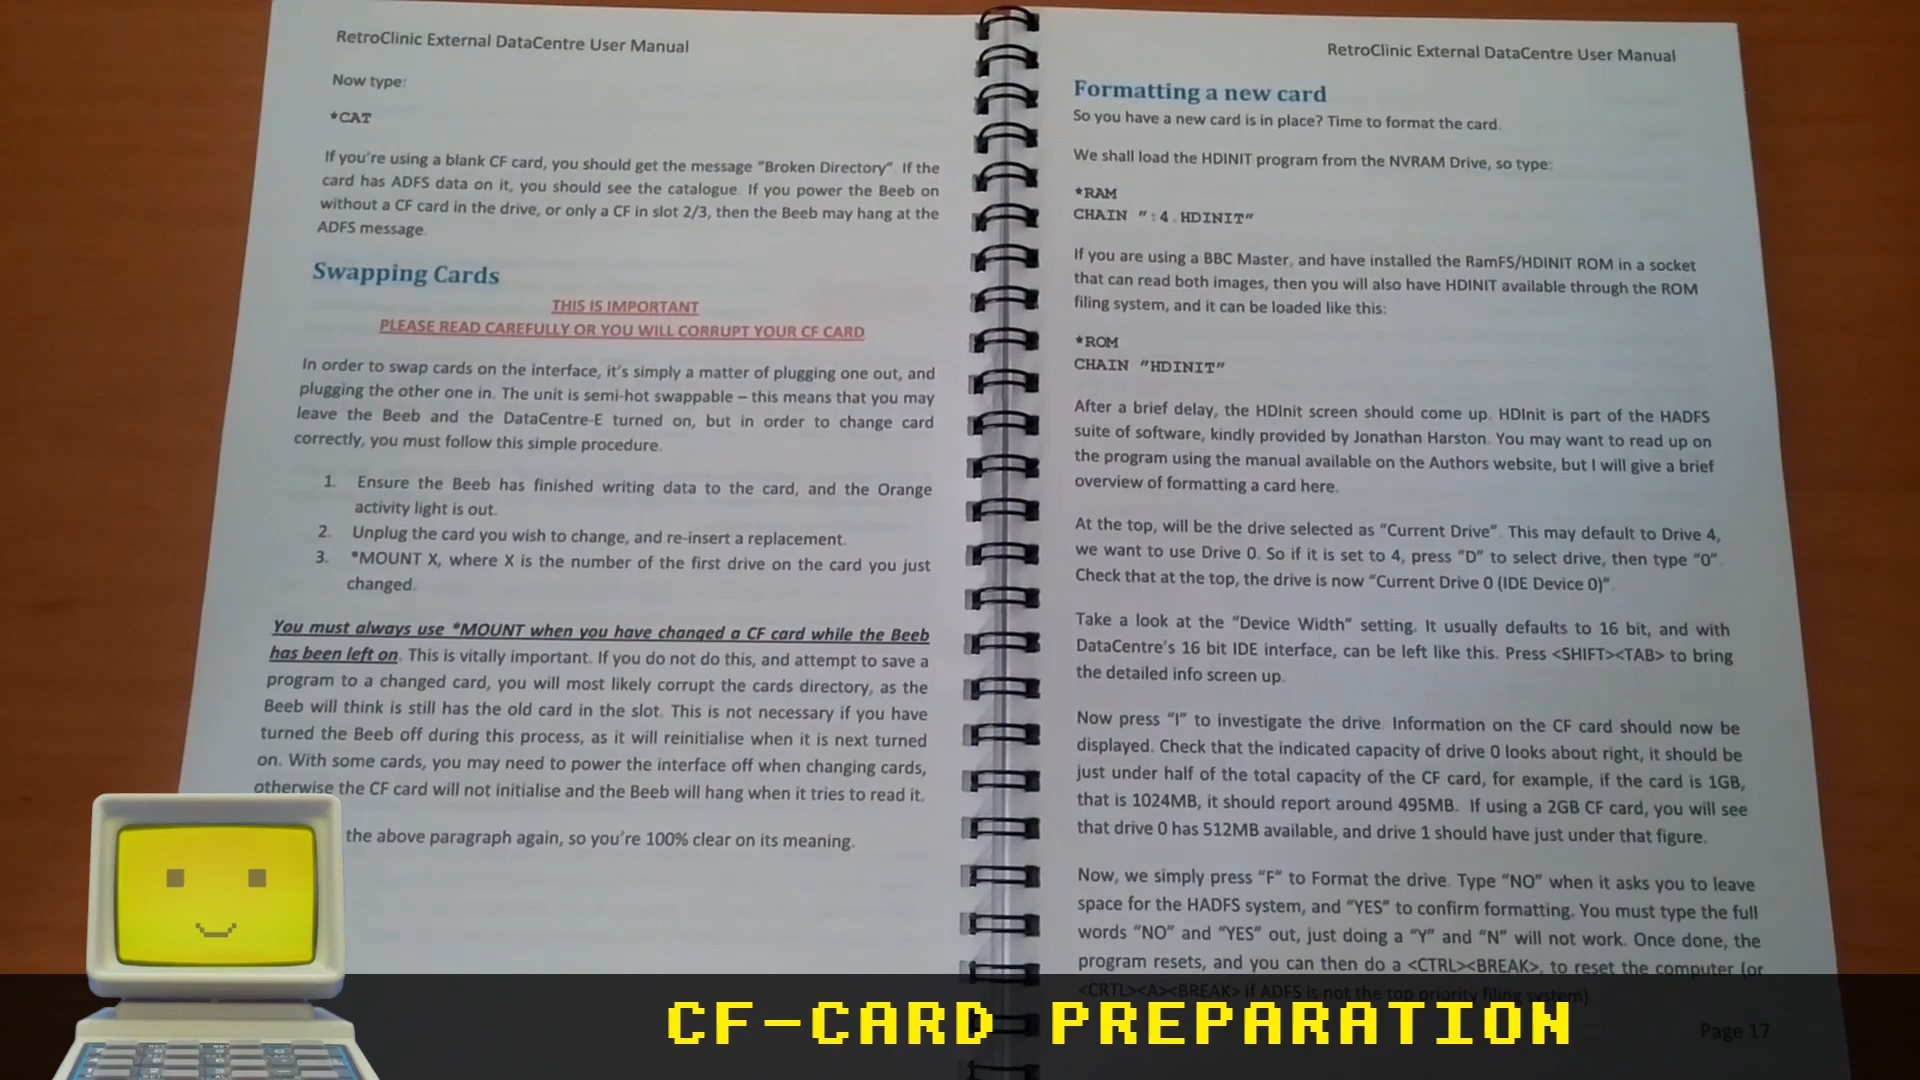 RetroClinic External DataCentre User Manual
Now type:
*CAT
If you're using a blank CF card, you should get the message "Broken Directory". If the
card has ADFS data on it, you should see the catalogue. If you power the Beeb on
without a CF card in the drive, or only a CF in slot 2/3, then the Beeb may hang at the
ADFS message.
Swapping Cards
THIS IS IMPORTANT
PLEASE READ CAREFULLY OR YOU WILL CORRUPT YOUR CF CARD
In order to swap cards on the interface, it's simply a matter of plugging one out, and
plugging the other one in. The unit is semi-hot swappable – this means that you may
leave the Beeb and the DataCentre-E turned on, but in order to change card
correctly, you must follow this simple procedure.
1. Ensure the Beeb has finished writing data to the card, and the Orange
activity light is out.
2. Unplug the card you wish to change, and re-insert a replacement.
3. *MOUNT X, where X is the number of the first drive on the card you just
changed.
You must always use *MOUNT when you have changed a CF card while the Beeb
has been left on. This is vitally important. If you do not do this, and attempt to save a
program to a changed card, you will most likely corrupt the cards directory, as the
Beeb will think is still has the old card in the slot. This is not necessary if you have
turned the Beeb off during this process, as it will reinitialise when it is next turned
on. With some cards, you may need to power the interface off when changing cards,
otherwise the CF card will not initialise and the Beeb will hang when it tries to read it.
the above paragraph again, so you're 100% clear on its meaning.
RetroClinic External DataCentre User Manual
Formatting a new card
So you have a new card is in place? Time to format the card.
We shall load the HDINIT program from the NVRAM Drive, so type:
*RAM
CHAIN ":4.HDINIT"
If you are using a BBC Master, and have installed the RamFS/HDINIT ROM in a socket
that can read both images, then you will also have HDINIT available through the ROM
filing system, and it can be loaded like this:
*ROM
CHAIN "HDINIT"
After a brief delay, the HDInit screen should come up. HDInit is part of the HADFS
suite of software, kindly provided by Jonathan Harston. You may want to read up on
the program using the manual available on the Authors website, but I will give a brief
overview of formatting a card here.
At the top, will be the drive selected as "Current Drive". This may default to Drive 4,
we want to use Drive 0. So if it is set to 4, press "D" to select drive, then type "0".
Check that at the top, the drive is now "Current Drive 0 (IDE Device 0)".
Take a look at the "Device Width" setting. It usually defaults to 16 bit, and with
DataCentre's 16 bit IDE interface, can be left like this. Press <SHIFT><TAB> to bring
the detailed info screen up.
Now press "I" to investigate the drive. Information on the CF card should now be
displayed. Check that the indicated capacity of drive 0 looks about right, it should be
just under half of the total capacity of the CF card, for example, if the card is 1GB,
that is 1024MB, it should report around 495MB. If using a 2GB CF card, you will see
that drive 0 has 512MB available, and drive 1 should have just under that figure.
Now, we simply press "F" to Format the drive. Type "NO" when it asks you to leave
space for the HADFS system, and "YES" to confirm formatting. You must type the full
words "NO" and "YES" out, just doing a "Y" and "N" will not work. Once done, the
program resets, and you can then do a <CTRL><BREAK>, to reset the computer (or
<CRTL><A><BREAK> if ADFS is not the top priority filing system).
Page 17
CF-CARD PREPARATION